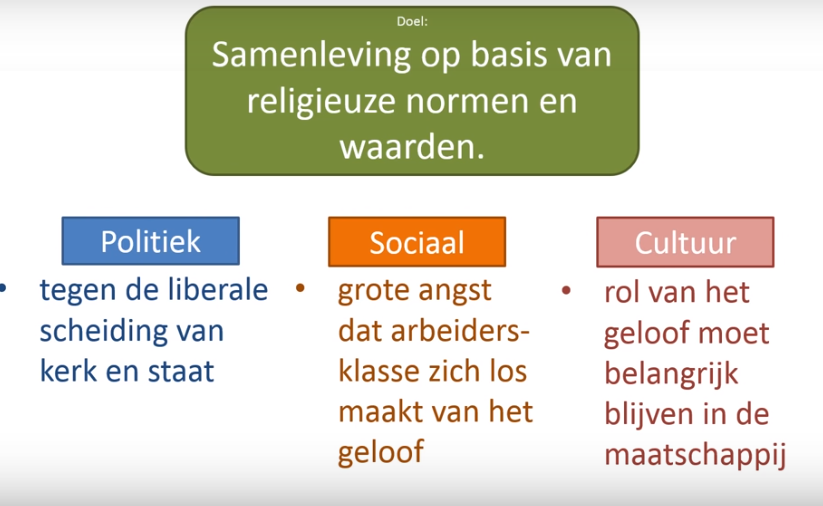 Doel:
Samenleving op basis van
religieuze normen en
waarden.
Politiek
• tegen de liberale
scheiding van
kerk en staat
Sociaal
• grote angst
dat arbeiders-
klasse zich los
maakt van het
geloof
Cultuur
• rol van het
geloof moet
belangrijk
blijven in de
maatschappij